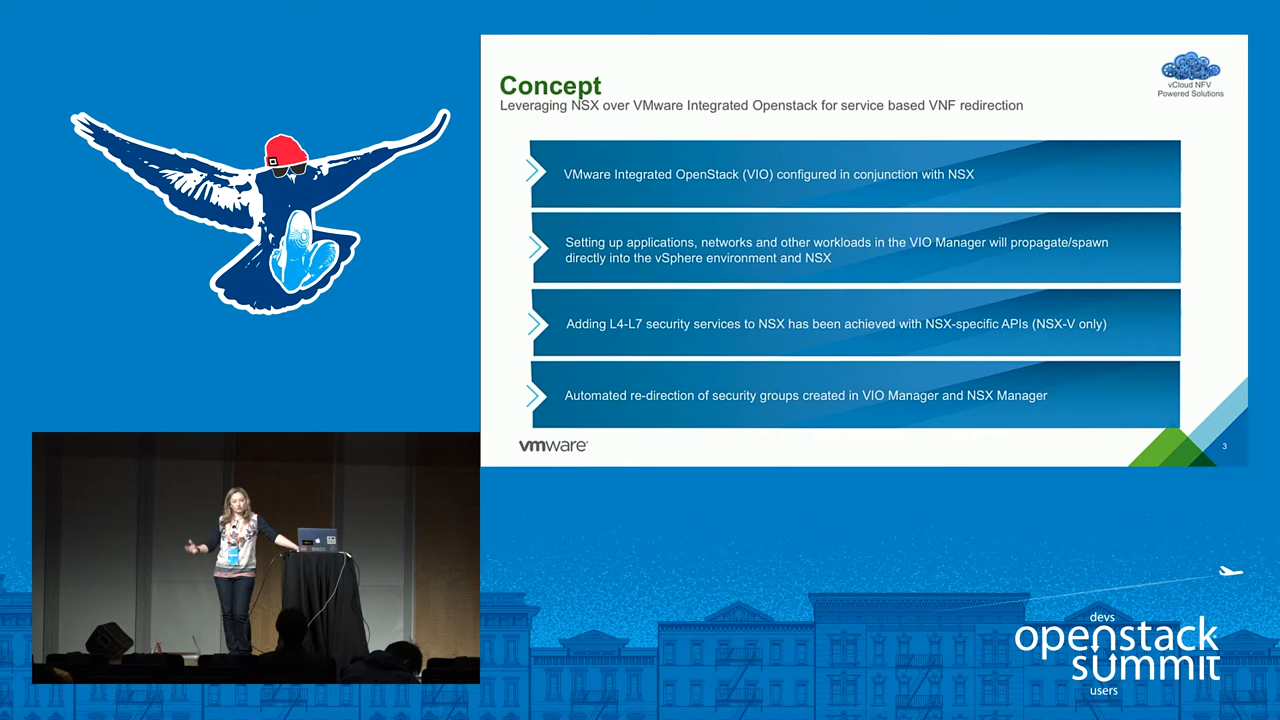 Concept
Leveraging NSX over VMware Integrated Openstack for service based VNF redirection
vCloud NFV
Powered Solutions
VMware Integrated OpenStack (VIO) configured in conjunction with NSX
Setting up applications, networks and other workloads in the VIO Manager will propagate/spawn
directly into the vSphere environment and NSX
Adding L4-L7 security services to NSX has been achieved with NSX-specific APIs (NSX-V only)
Automated re-direction of security groups created in VIO Manager and NSX Manager
vmware
3
devs
openstack
summit
users